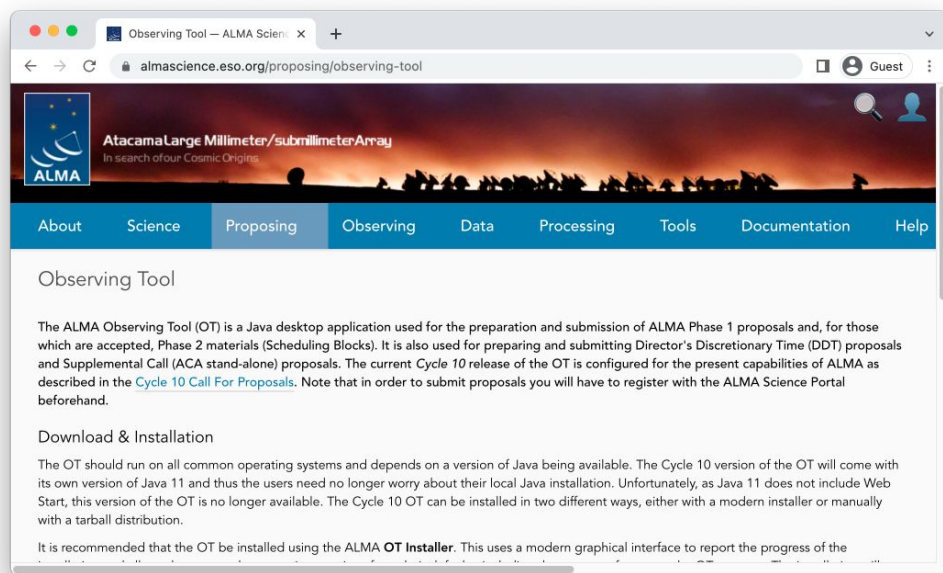 Observing Tool — ALMA Scienc
almascience.eso.org/proposing/observing-tool
Guest
ALMA
Atacama Large Millimeter/submillimeter Array
In search of our Cosmic Origins
About Science Proposing Observing Data Processing Tools Documentation Help
Observing Tool
The ALMA Observing Tool (OT) is a Java desktop application used for the preparation and submission of ALMA Phase 1 proposals and, for those
which are accepted, Phase 2 materials (Scheduling Blocks). It is also used for preparing and submitting Director's Discretionary Time (DDT) proposals
and Supplemental Call (ACA stand-alone) proposals. The current Cycle 10 release of the OT is configured for the present capabilities of ALMA as
described in the Cycle 10 Call For Proposals. Note that in order to submit proposals you will have to register with the ALMA Science Portal
beforehand.
Download & Installation
The OT should run on all common operating systems and depends on a version of Java being available. The Cycle 10 version of the OT will come with
its own version of Java 11 and thus the users need no longer worry about their local Java installation. Unfortunately, as Java 11 does not include Web
Start, this version of the OT is no longer available. The Cycle 10 OT can be installed in two different ways, either with a modern installer or manually
with a tarball distribution.
It is recommended that the OT be installed using the ALMA OT Installer. This uses a modern graphical interface to report the progress of the